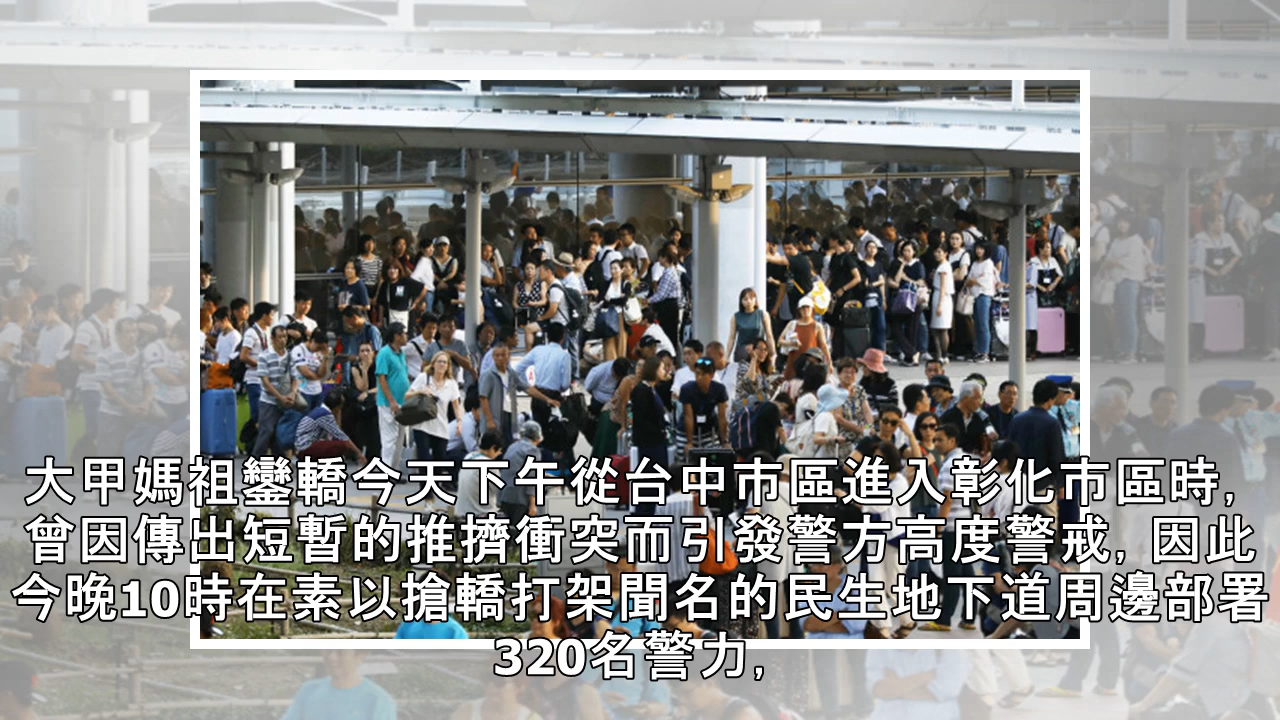 大甲媽祖鑾轎今天下午從台中市區進入彰化市區時,
曾因傳出短暫的推擠衝突而引發警方高度警戒, 因此
今晚10時在素以搶轎打架聞名的民生地下道周邊部署
320名警力,